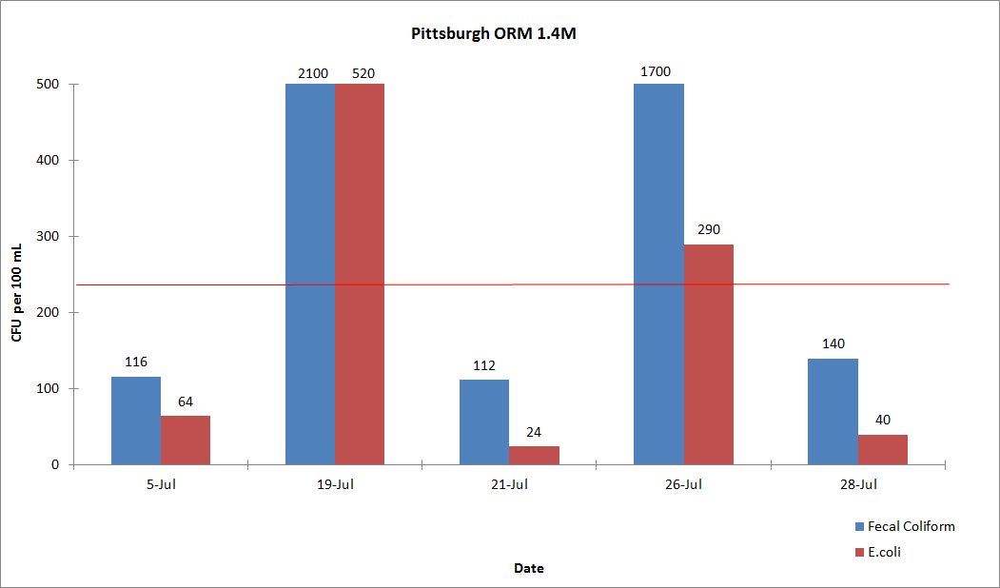 Pittsburgh ORM 1.4M
2100 520 1700
500
400
300
290
CFU per 100 mL
200
140
116 112
100
64
40
24
0
5-Jul 19-Jul 21-Jul 26-Jul 28-Jul
Fecal Coliform
E.coli
Date